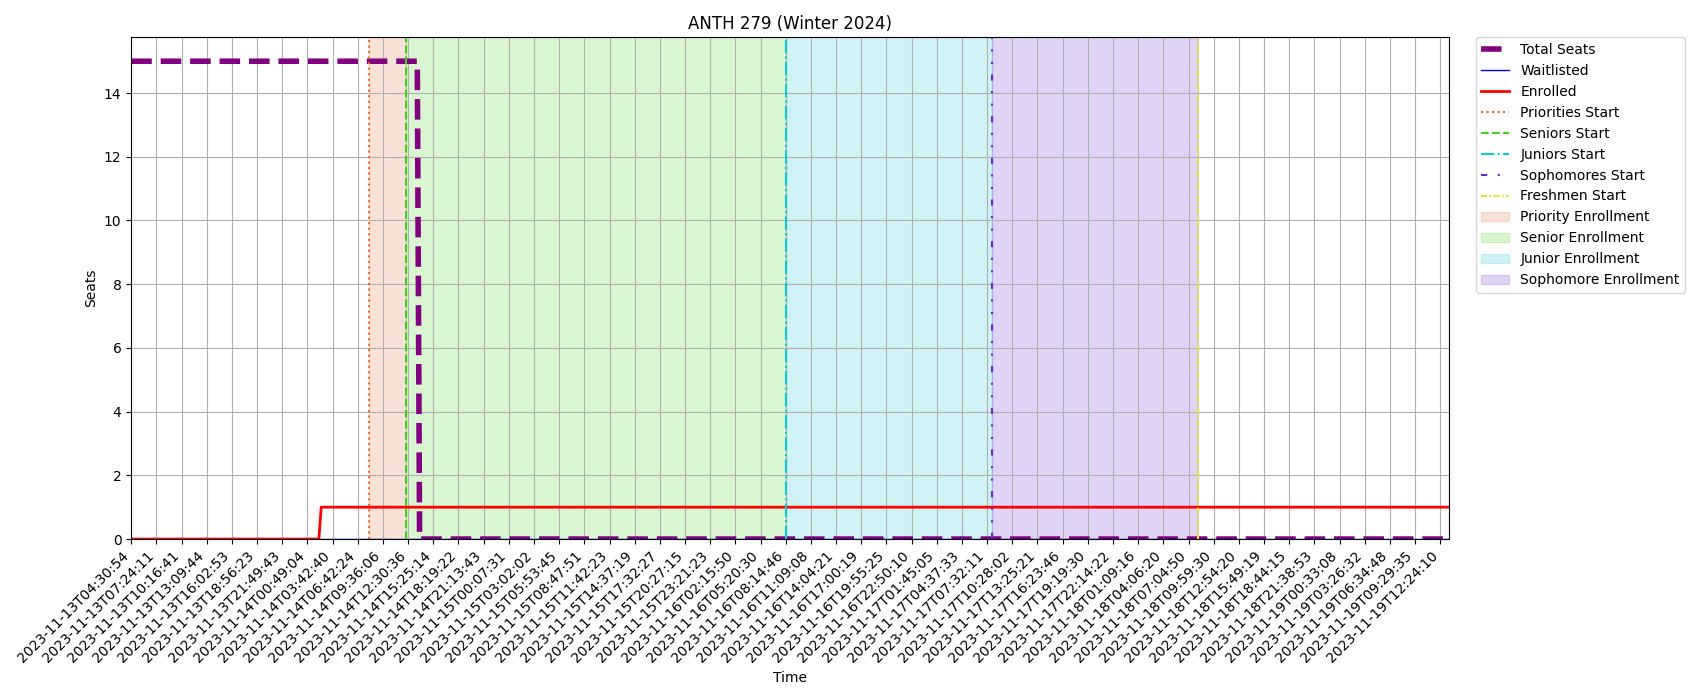 ANTH 279 (Winter 2024)
Seats
14
12
10
8
6
4
2
0
2023-11-13T04:30:54
2023-11-13T07:24:11
2023-11-13T10:16:41
2023-11-13T13:09:44
2023-11-13T16:02:53
2023-11-13T18:56:23
2023-11-13T21:49:43
2023-11-14T00:49:04
2023-11-14T03:42:40
2023-11-14T06:42:24
2023-11-14T09:36:06
2023-11-14T12:30:36
2023-11-14T15:25:14
2023-11-14T18:19:22
2023-11-14T21:13:43
2023-11-15T00:07:31
2023-11-15T03:02:02
2023-11-15T05:53:45
2023-11-15T08:47:51
2023-11-15T11:42:23
2023-11-15T14:37:19
2023-11-15T17:32:27
2023-11-15T20:27:15
2023-11-15T23:21:23
2023-11-16T02:15:50
2023-11-16T05:20:30
2023-11-16T08:14:46
2023-11-16T11:09:08
2023-11-16T14:04:21
2023-11-16T17:00:19
2023-11-16T19:55:25
2023-11-16T22:50:10
2023-11-17T01:45:05
2023-11-17T04:37:33
2023-11-17T07:32:11
2023-11-17T10:28:02
2023-11-17T13:25:21
2023-11-17T16:23:46
2023-11-17T19:19:30
2023-11-17T22:14:22
2023-11-18T01:09:16
2023-11-18T04:06:20
2023-11-18T07:04:50
2023-11-18T09:59:30
2023-11-18T12:54:20
2023-11-18T15:49:19
2023-11-18T18:44:15
2023-11-18T21:38:53
2023-11-19T00:33:08
2023-11-19T03:26:32
2023-11-19T06:34:48
2023-11-19T09:29:35
2023-11-19T12:24:10
Time
Total Seats
Waitlisted
Enrolled
Priorities Start
Seniors Start
Juniors Start
Sophomores Start
Freshmen Start
Priority Enrollment
Senior Enrollment
Junior Enrollment
Sophomore Enrollment